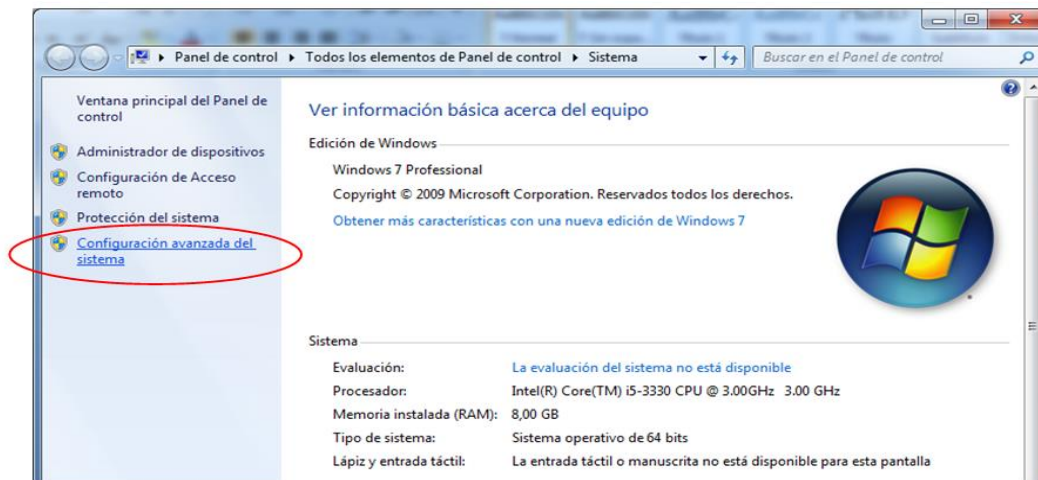 Panel de control ▸ Todos los elementos de Panel de control ▸ Sistema
Buscar en el Panel de control
Ventana principal del Panel de
control
Administrador de dispositivos
Configuración de Acceso
remoto
Protección del sistema
Configuración avanzada del
sistema
Ver información básica acerca del equipo
Edición de Windows
Windows 7 Professional
Copyright © 2009 Microsoft Corporation. Reservados todos los derechos.
Obtener más características con una nueva edición de Windows 7
Sistema
Evaluación: La evaluación del sistema no está disponible
Procesador: Intel(R) Core(TM) i5-3330 CPU @ 3.00GHz 3.00 GHz
Memoria instalada (RAM): 8,00 GB
Tipo de sistema: Sistema operativo de 64 bits
Lápiz y entrada táctil: La entrada táctil o manuscrita no está disponible para esta pantalla